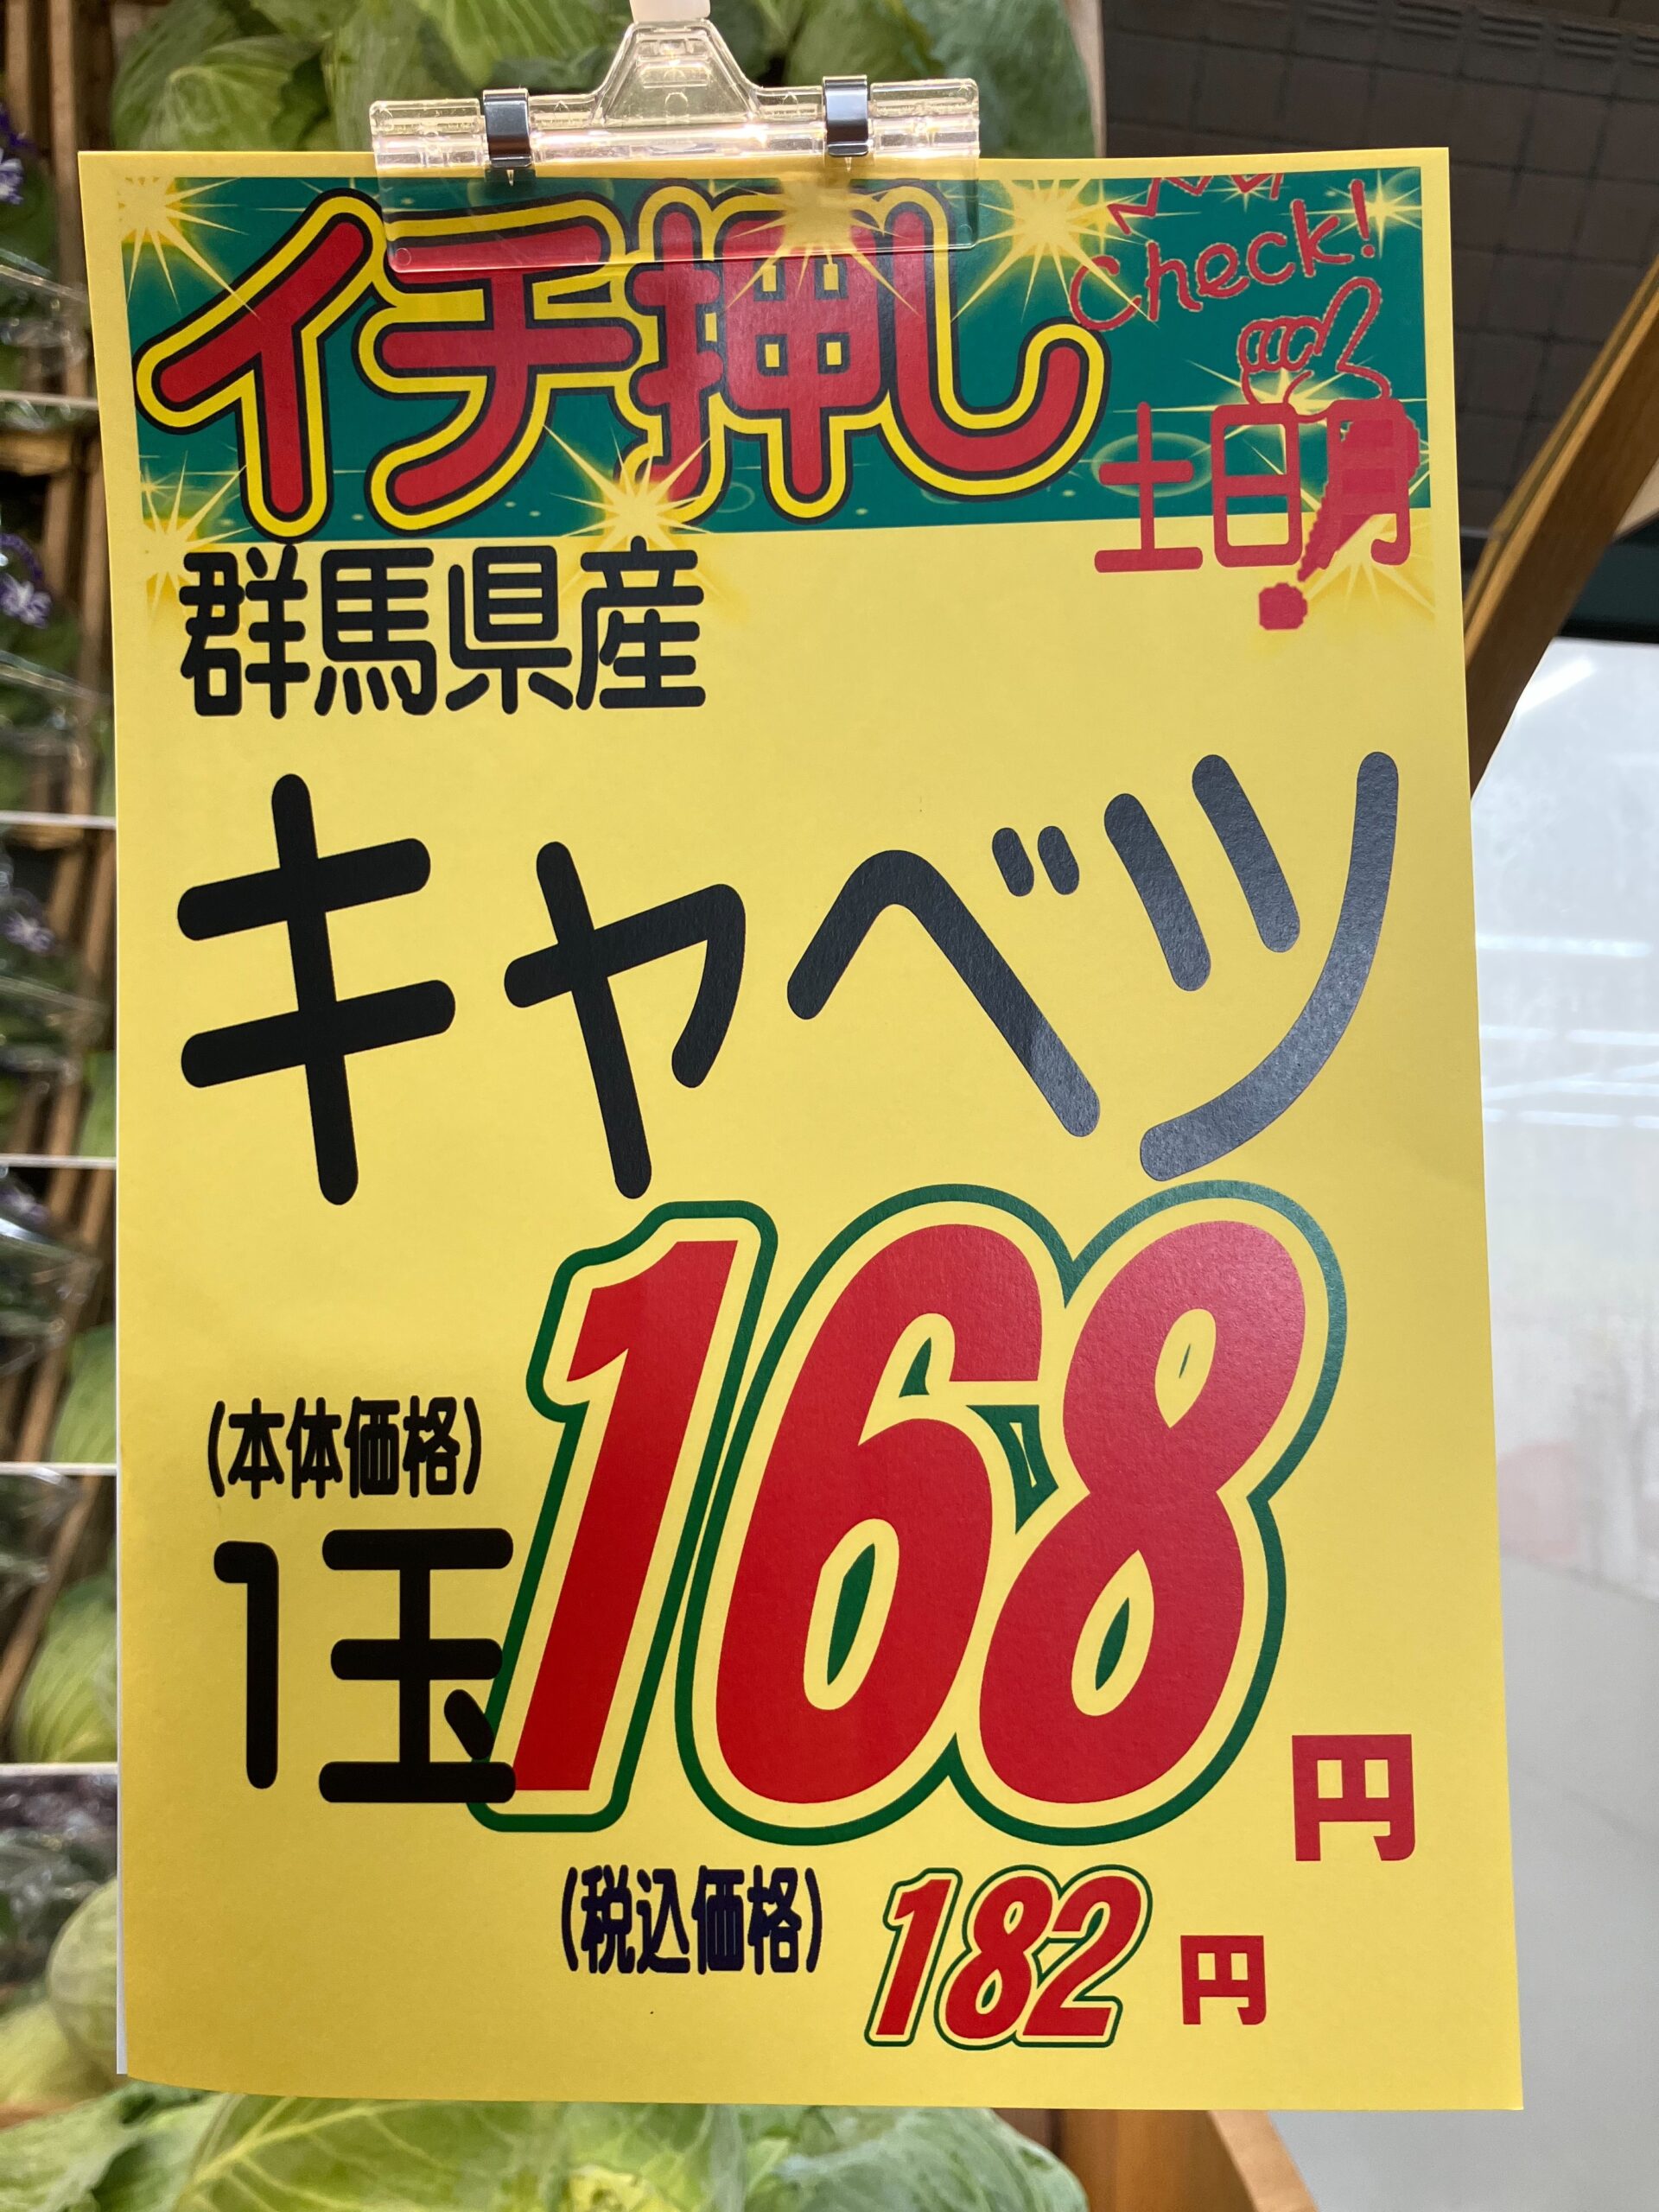 イチ押し
Check!
土日月!
群馬県産
キャベツ
(本体価格)
1玉
168円
(税込価格) 182円